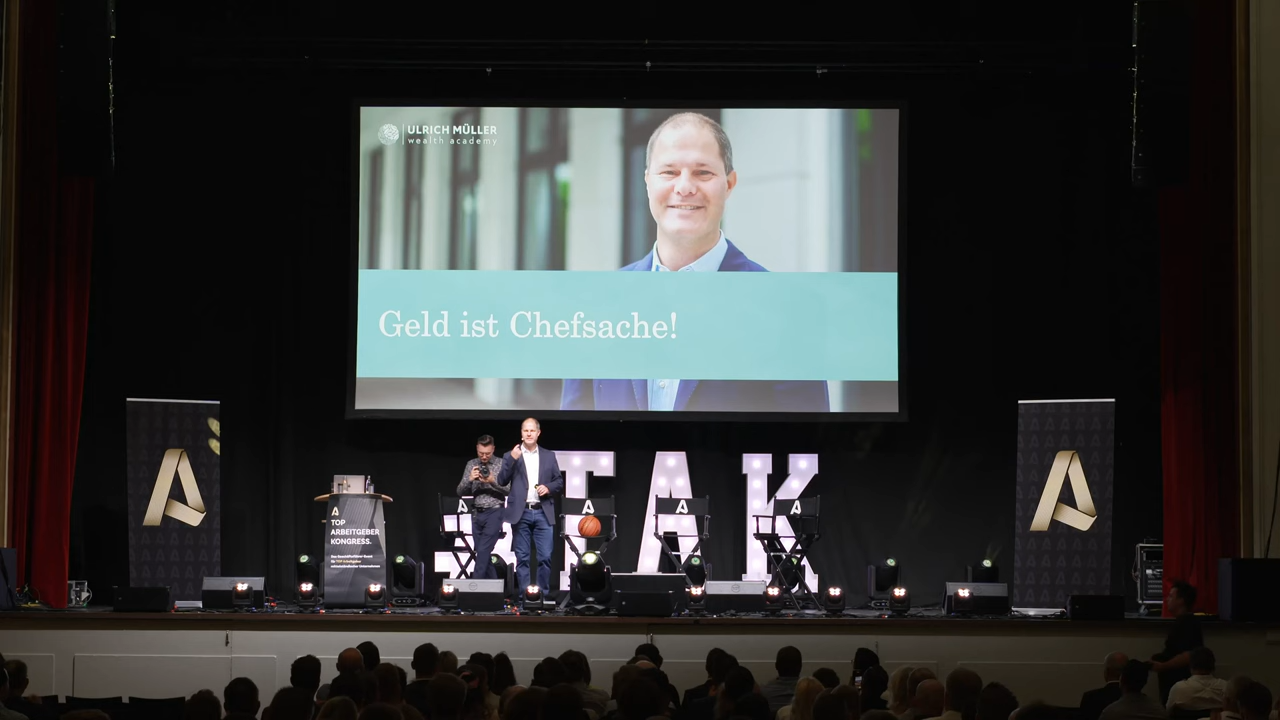 ULRICH MÜLLER
wealth academy
Geld ist Chefsache!
TAK
TOP
ARBEITGEBER
KONGRESS.